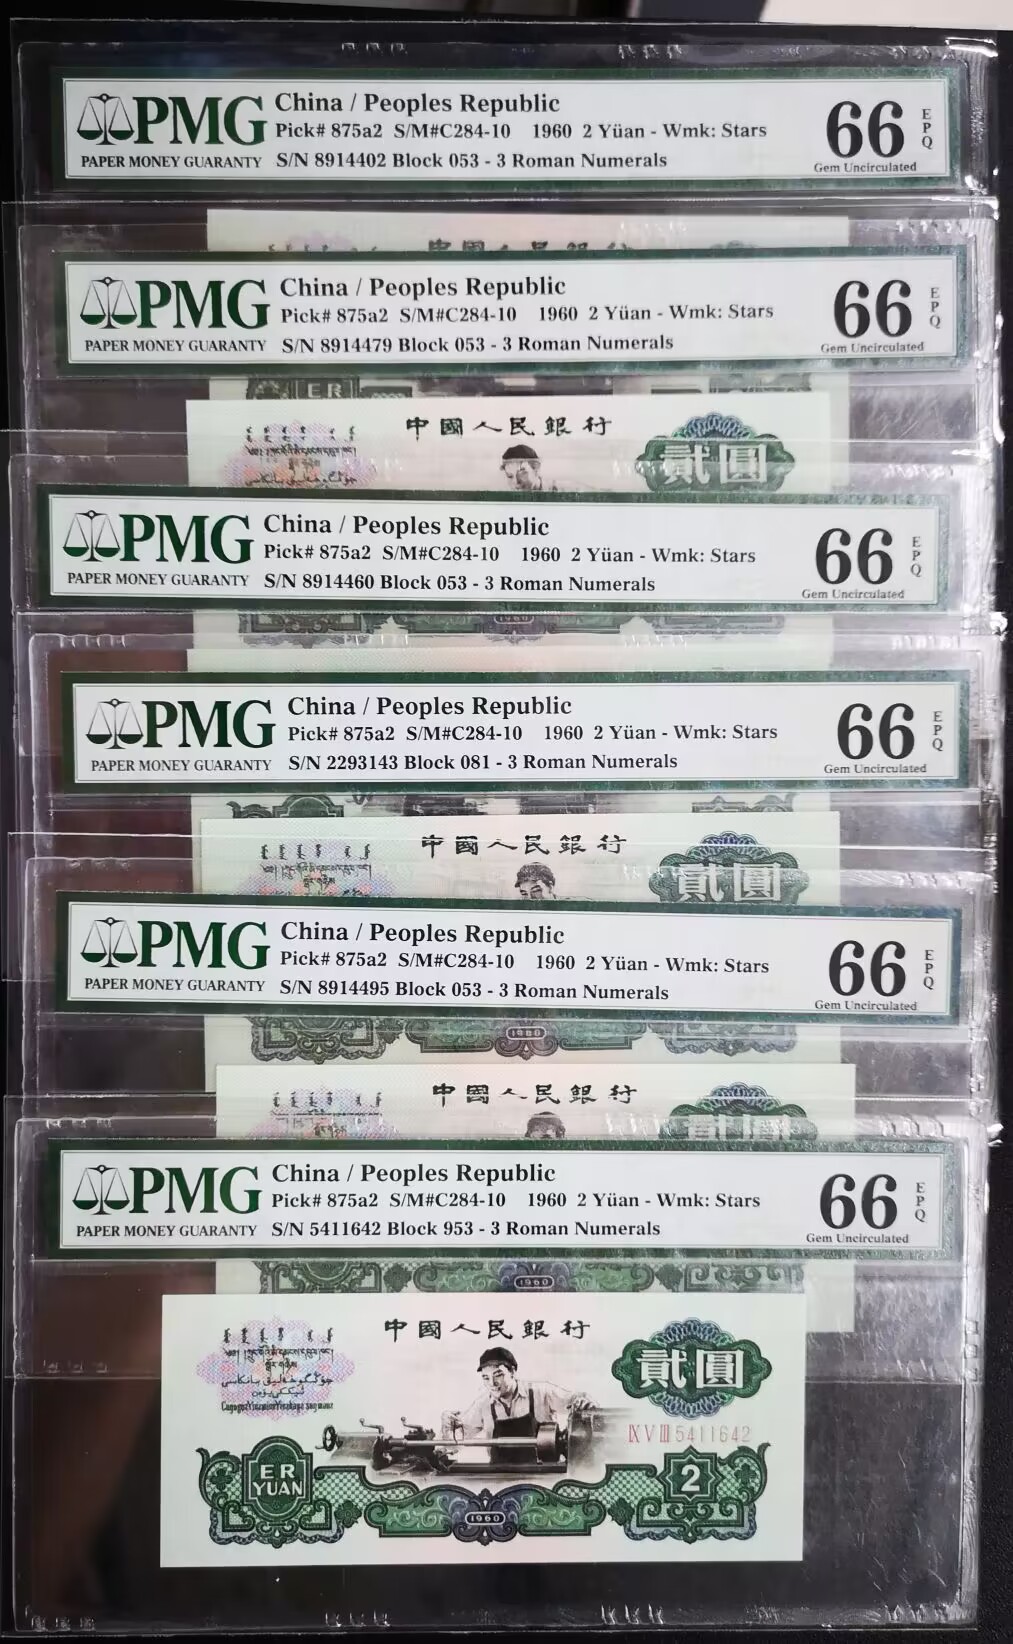 PMG
PAPER MONEY GUARANTY
China / Peoples Republic
Pick# 875a2 S/M#C284-10 1960 2 Yüan - Wmk: Stars
S/N 8914402 Block 053 - 3 Roman Numerals
66
EPQ
Gem Uncirculated
PMG
PAPER MONEY GUARANTY
China / Peoples Republic
Pick# 875a2 S/M#C284-10 1960 2 Yüan - Wmk: Stars
S/N 8914479 Block 053 - 3 Roman Numerals
66
EPQ
Gem Uncirculated
ER
中國人民銀行
貳圓
PMG
PAPER MONEY GUARANTY
China / Peoples Republic
Pick# 875a2 S/M#C284-10 1960 2 Yüan - Wmk: Stars
S/N 8914460 Block 053 - 3 Roman Numerals
66
EPQ
Gem Uncirculated
1960
PMG
PAPER MONEY GUARANTY
China / Peoples Republic
Pick# 875a2 S/M#C284-10 1960 2 Yüan - Wmk: Stars
S/N 2293143 Block 081 - 3 Roman Numerals
66
EPQ
Gem Uncirculated
中國人民銀行
貳圓
PMG
PAPER MONEY GUARANTY
China / Peoples Republic
Pick# 875a2 S/M#C284-10 1960 2 Yüan - Wmk: Stars
S/N 8914495 Block 053 - 3 Roman Numerals
66
EPQ
Gem Uncirculated
1960
中國人民銀行
PMG
PAPER MONEY GUARANTY
China / Peoples Republic
Pick# 875a2 S/M#C284-10 1960 2 Yüan - Wmk: Stars
S/N 5411642 Block 953 - 3 Roman Numerals
66
EPQ
Gem Uncirculated
1960
中國人民銀行
貳圓
IX V III 5411642
ER
YUAN
2
1960